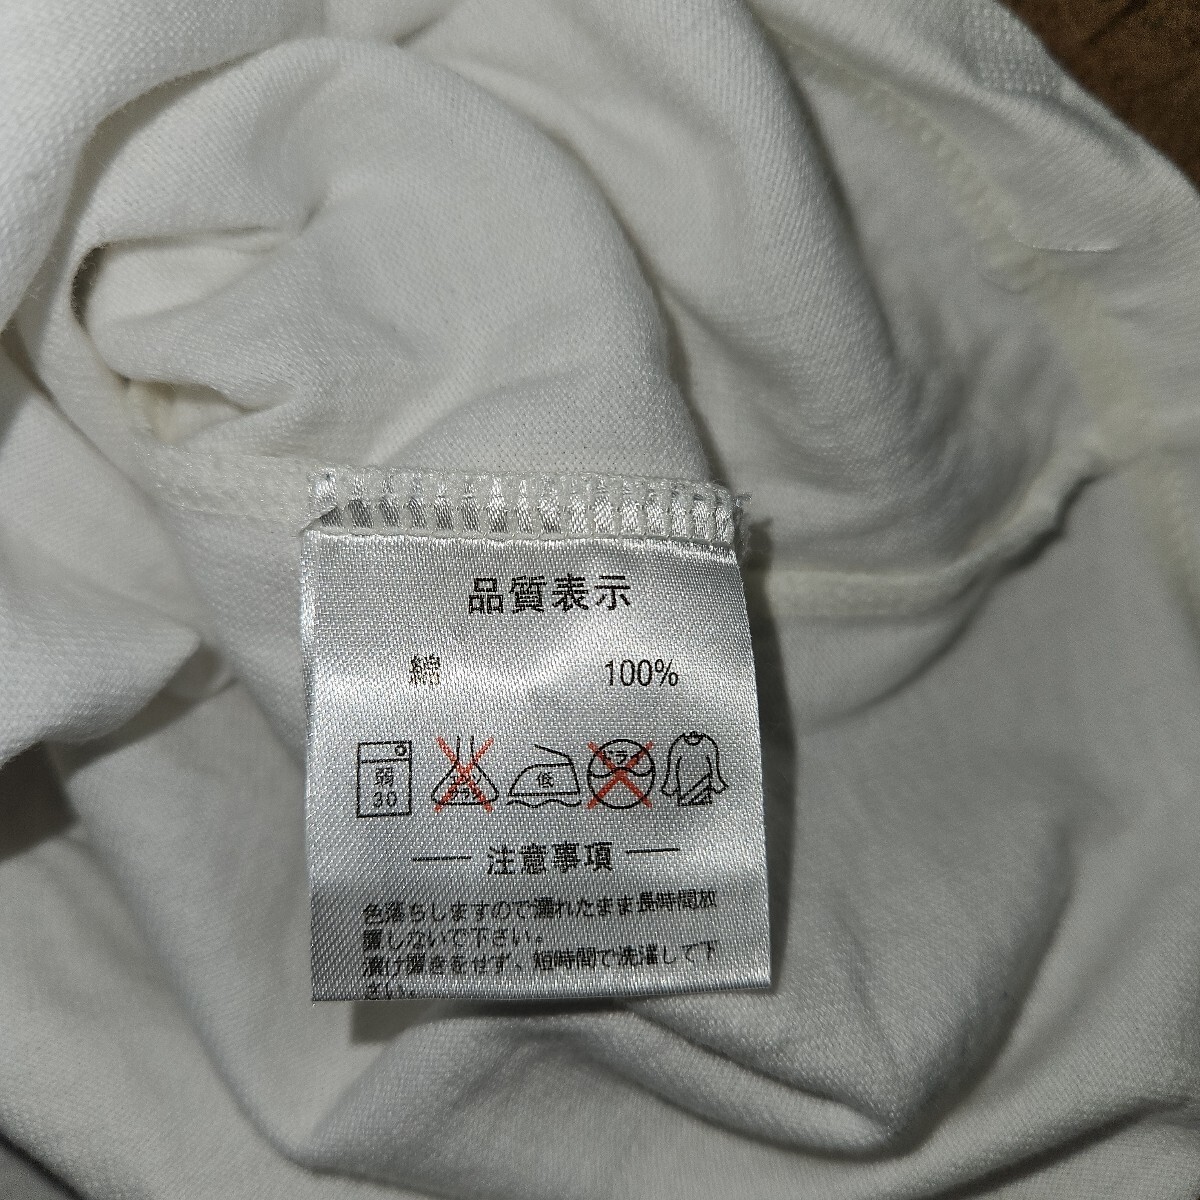 品質表示
綿 100%
弱 30
低
注意事項
色落ちしますので濡れたまま長時間放
置しないで下さい。
漬け置きをせず、短時間で洗濯して下
さい。